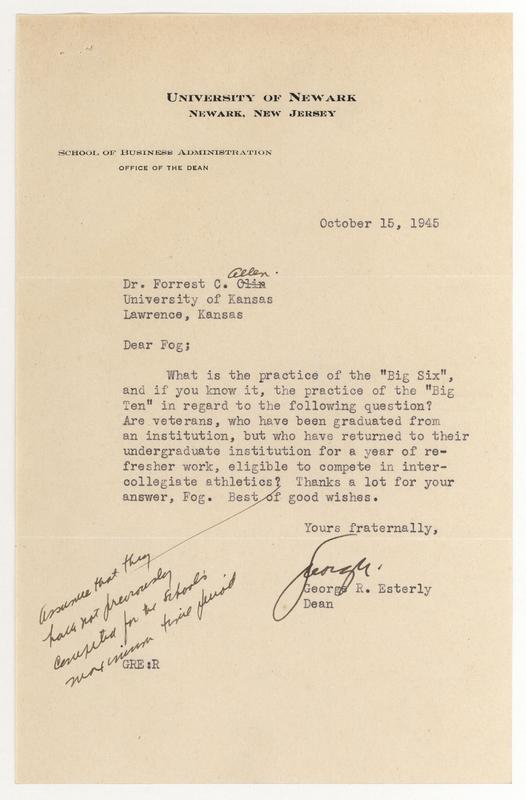 UNIVERSITY OF NEWARK
NEWARK, NEW JERSEY
SCHOOL OF BUSINESS ADMINISTRATION
OFFICE OF THE DEAN
October 15, 1945
Allen.
Dr. Forrest C. Olin
University of Kansas
Lawrence, Kansas
Dear Fog;
What is the practice of the "Big Six",
and if you know it, the practice of the "Big
Ten" in regard to the following question?
Are veterans, who have been graduated from
an institution, but who have returned to their
undergraduate institution for a year of re-
fresher work, eligible to compete in inter-
collegiate athletics? Thanks a lot for your
answer, Fog. Best of good wishes.
Yours fraternally,
George.
George R. Esterly
Dean
Assume that they
have not previously
competed for the schools
maximum time period
GRE:R